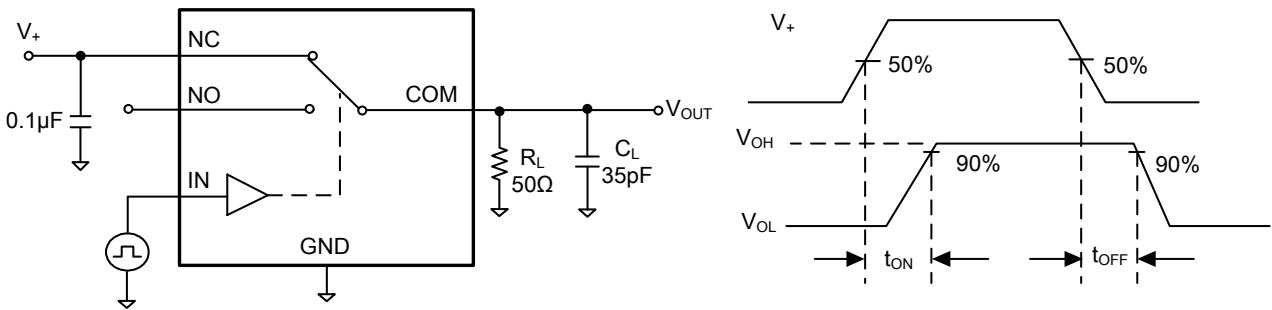 V+
NC
NO
COM
VOUT
0.1µF
RL
50Ω
CL
35pF
IN
GND
V+
50%
50%
VOH
90%
90%
VOL
tON
tOFF